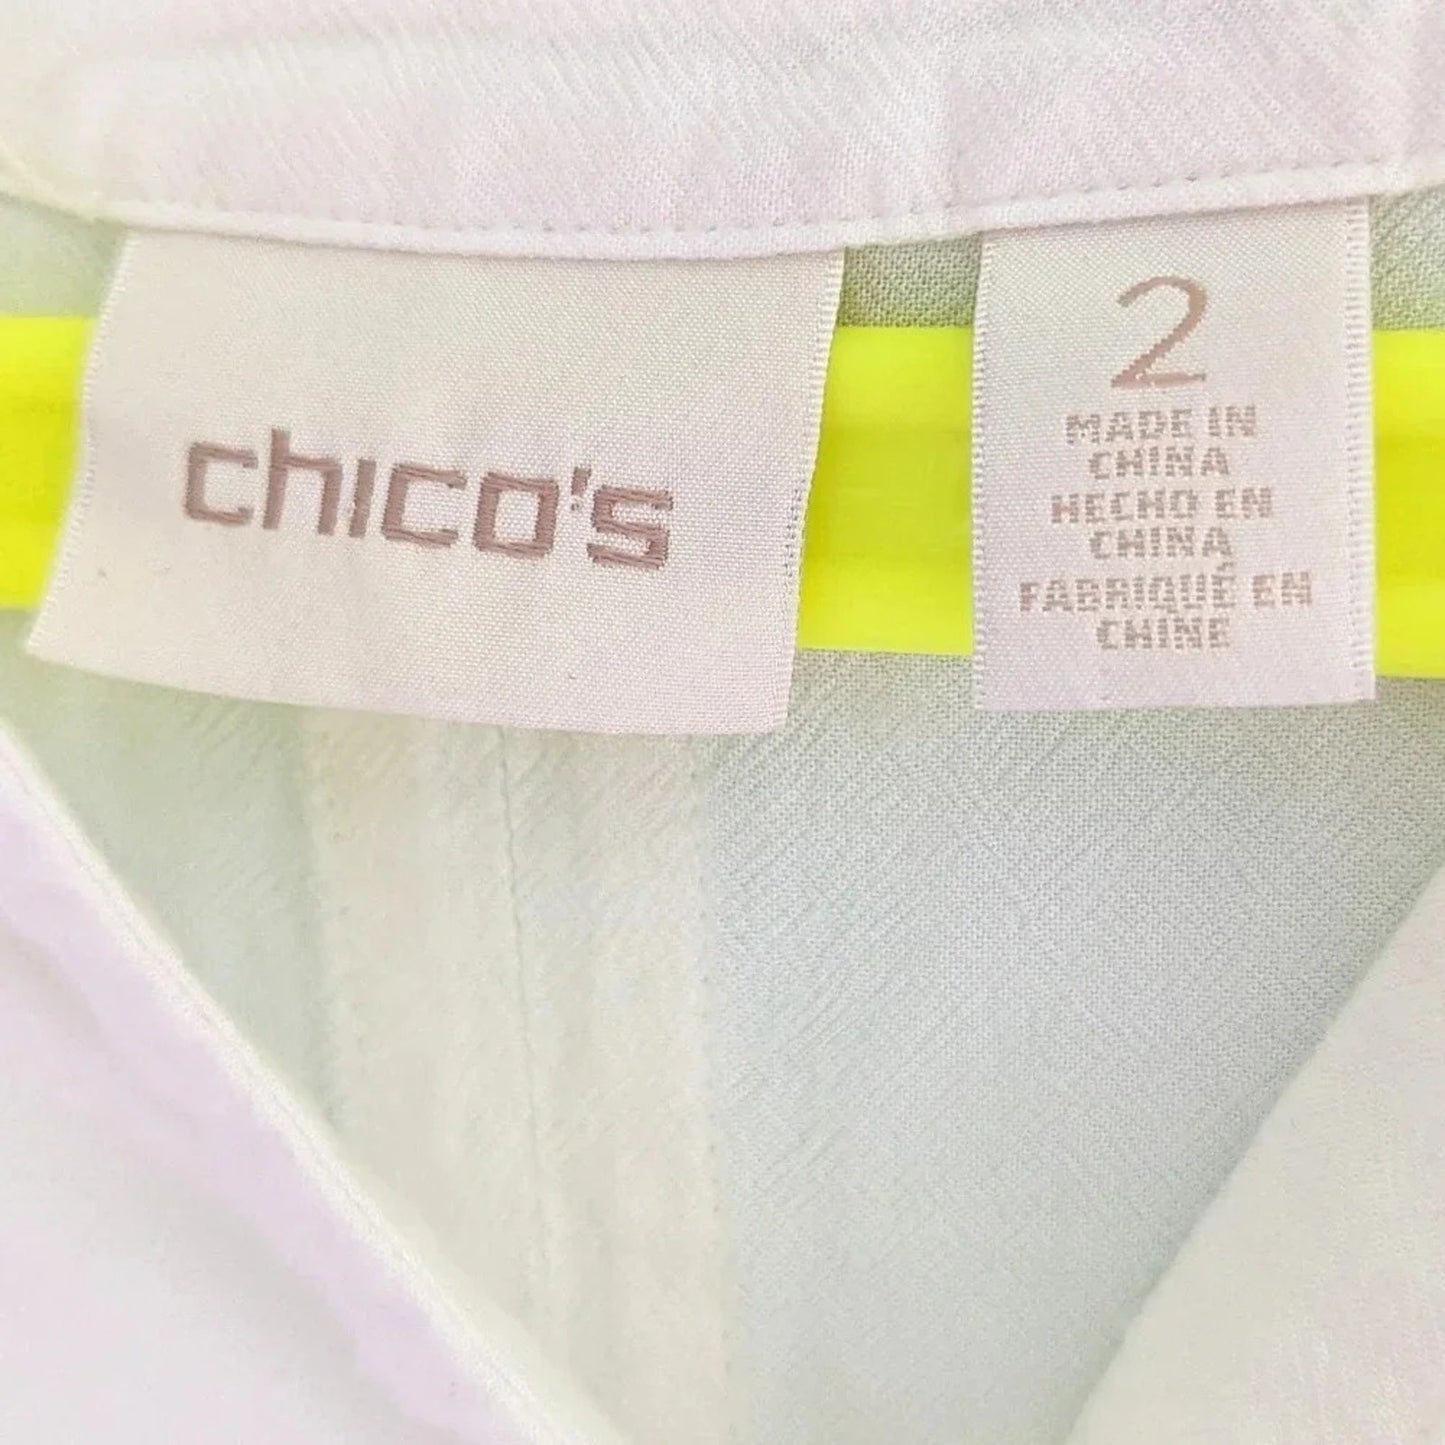 chico's
2
MADE IN
CHINA
HECHO EN
CHINA
FABRIQUÉ EN
CHINE